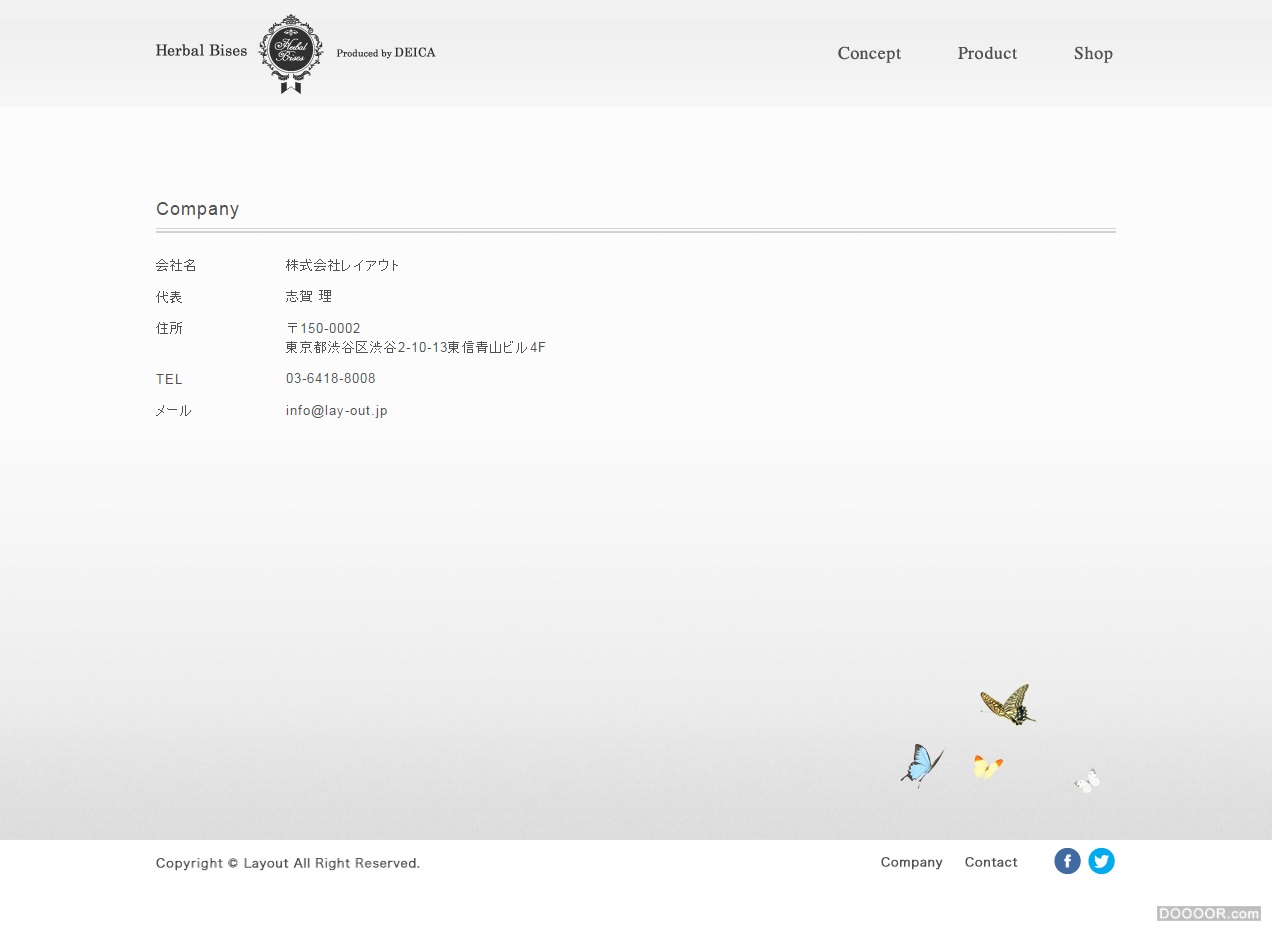 Herbal Bises
Herbal
Bises
Produced by DEICA
Concept
Product
Shop
Company
会社名 株式会社レイアウト
代表 志賀 理
住所 〒150-0002
東京都渋谷区渋谷2-10-13東信青山ビル4F
TEL 03-6418-8008
メール info@lay-out.jp
Copyright © Layout All Right Reserved.
Company
Contact
DOOOOR.com